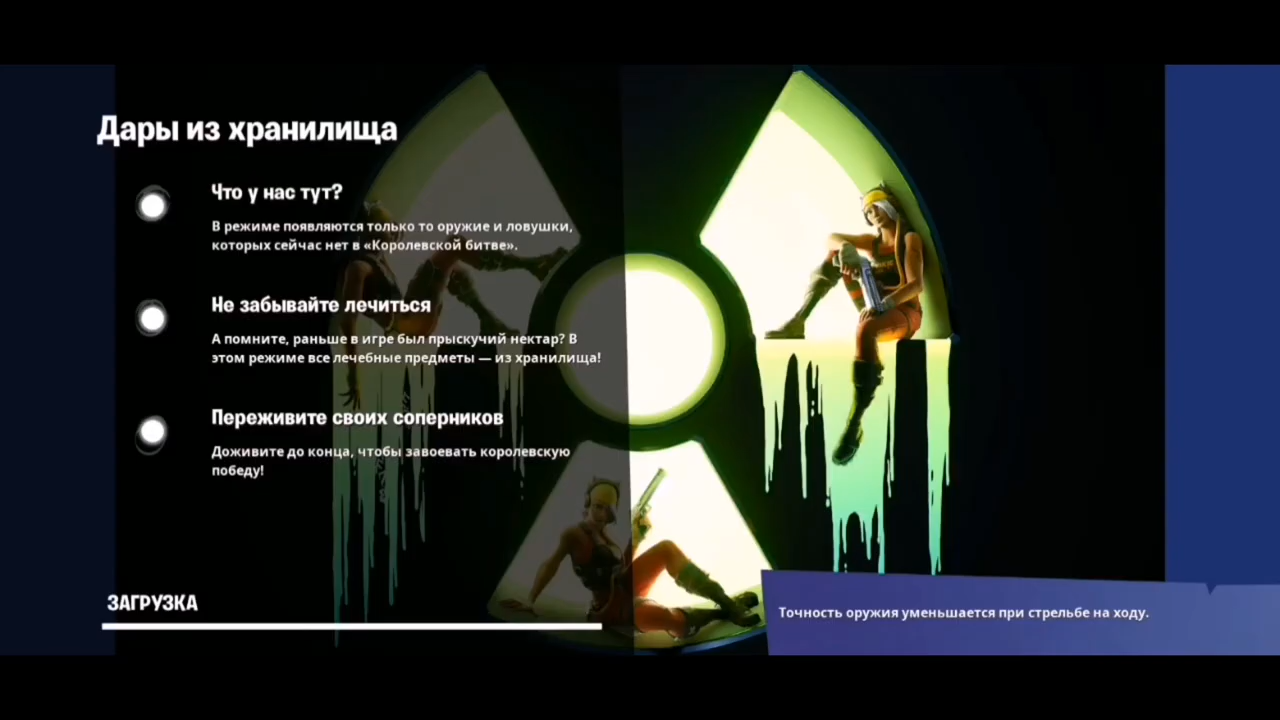 Дары из хранилища
Что у нас тут?
В режиме появляются только то оружие и ловушки,
которых сейчас нет в «Королевской битве».
Не забывайте лечиться
А помните, раньше в игре был прыскучий нектар? В
этом режиме все лечебные предметы — из хранилища!
Переживите своих соперников
Доживите до конца, чтобы завоевать королевскую
победу!
ЗАГРУЗКА
Точность оружия уменьшается при стрельбе на ходу.